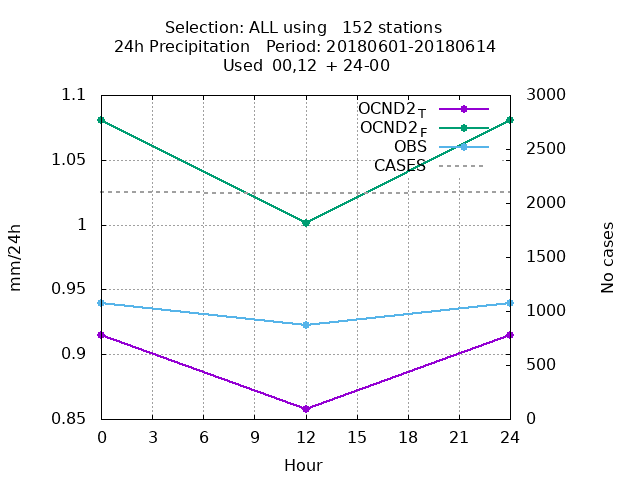 Selection: ALL using   152 stations
24h Precipitation   Period: 20180601-20180614
Used  00,12  + 24-00
1.1
1.05
1
0.95
0.9
0.85
3000
2500
2000
1500
1000
500
0
OCND2T
OCND2F
OBS
CASES
mm/24h
No cases
0 3 6 9 12 15 18 21 24
Hour